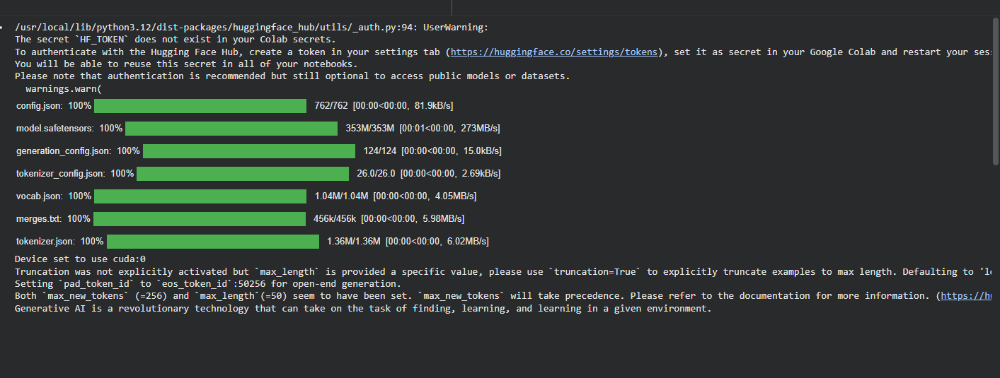 /usr/local/lib/python3.12/dist-packages/huggingface_hub/utils/_auth.py:94: UserWarning:
The secret `HF_TOKEN` does not exist in your Colab secrets.
To authenticate with the Hugging Face Hub, create a token in your settings tab (https://huggingface.co/settings/tokens), set it as secret in your Google Colab and restart your
You will be able to reuse this secret in all of your notebooks.
Please note that authentication is recommended but still optional to access public models or datasets.
warnings.warn(
config.json: 100% 762/762 [00:00<00:00, 81.9kB/s]
model.safetensors: 100% 353M/353M [00:01<00:00, 273MB/s]
generation_config.json: 100% 124/124 [00:00<00:00, 15.0kB/s]
tokenizer_config.json: 100% 26.0/26.0 [00:00<00:00, 2.69kB/s]
vocab.json: 100% 1.04M/1.04M [00:00<00:00, 4.05MB/s]
merges.txt: 100% 456k/456k [00:00<00:00, 5.98MB/s]
tokenizer.json: 100% 1.36M/1.36M [00:00<00:00, 6.02MB/s]
Device set to use cuda:0
Truncation was not explicitly activated but `max_length` is provided a specific value, please use `truncation=True` to explicitly truncate examples to max length. Defaulting to
Setting `pad_token_id` to `eos_token_id`:50256 for open-end generation.
Both `max_new_tokens` (=256) and `max_length`(=50) seem to have been set. `max_new_tokens` will take precedence. Please refer to the documentation for more information.
Generative AI is a revolutionary technology that can take on the task of finding, learning, and learning in a given environment.